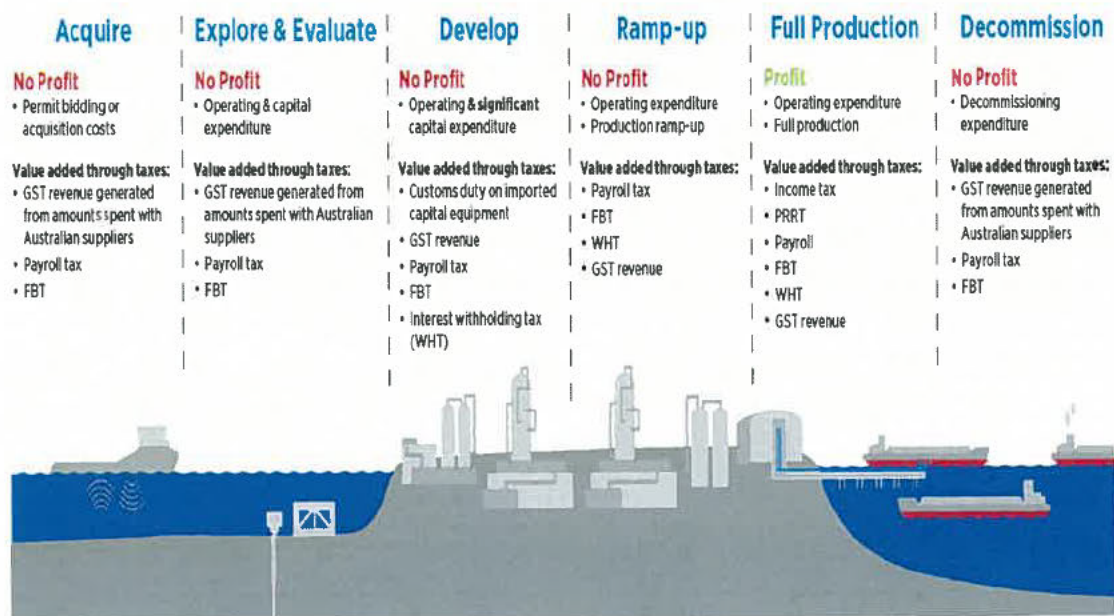 Acquire
No Profit
• Permit bidding or
acquisition costs
Value added through taxes:
• GST revenue generated
from amounts spent with
Australian suppliers
• Payroll tax
• FBT
Explore & Evaluate
No Profit
• Operating & capital
expenditure
Value added through taxes:
• GST revenue generated from
amounts spent with Australian
suppliers
• Payroll tax
• FBT
Develop
No Profit
• Operating & significant
capital expenditure
Value added through taxes:
• Customs duty on imported
capital equipment
• GST revenue
• Payroll tax
• FBT
• Interest withholding tax
(WHT)
Ramp-up
No Profit
• Operating expenditure
• Production ramp-up
Value added through taxes:
• Payroll tax
• FBT
• WHT
• GST revenue
Full Production
Profit
• Operating expenditure
• Full production
Value added through taxes:
• Income tax
• PRRT
• Payroll
• FBT
• WHT
• GST revenue
Decommission
No Profit
• Decommissioning
expenditure
Value added through taxes:
• GST revenue generated
from amounts spent with
Australian suppliers
• Payroll tax
• FBT